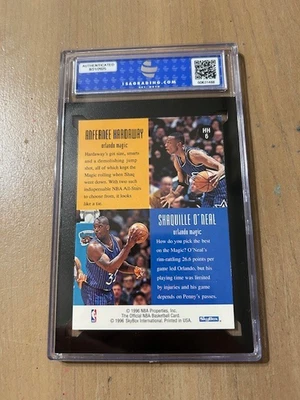 AUTHENTICATED
BEYOND
ISAGRADING.COM
ANFERNEE HARDAWAY
orlando magic
Hardaway's got size, smarts
and a demoralizing jump
shot, all of which kept the
Magic rolling when things
went down. With two such
indispensable NBA All-Stars
to choose from, it looks
like a tie.
HH
6
SHAQUILLE O'NEAL
orlando magic
How do you pick the best
on the Magic? O'Neal's
rim-rattling 26.6 points per
game led Orlando, but his
playing time was limited
by injuries and his game
depends on Penny's passes.
© 1996 NBA Properties, Inc.
The Official NBA Basketball Card.
© 1996 SkyBox International. Printed in USA.
SkyBox